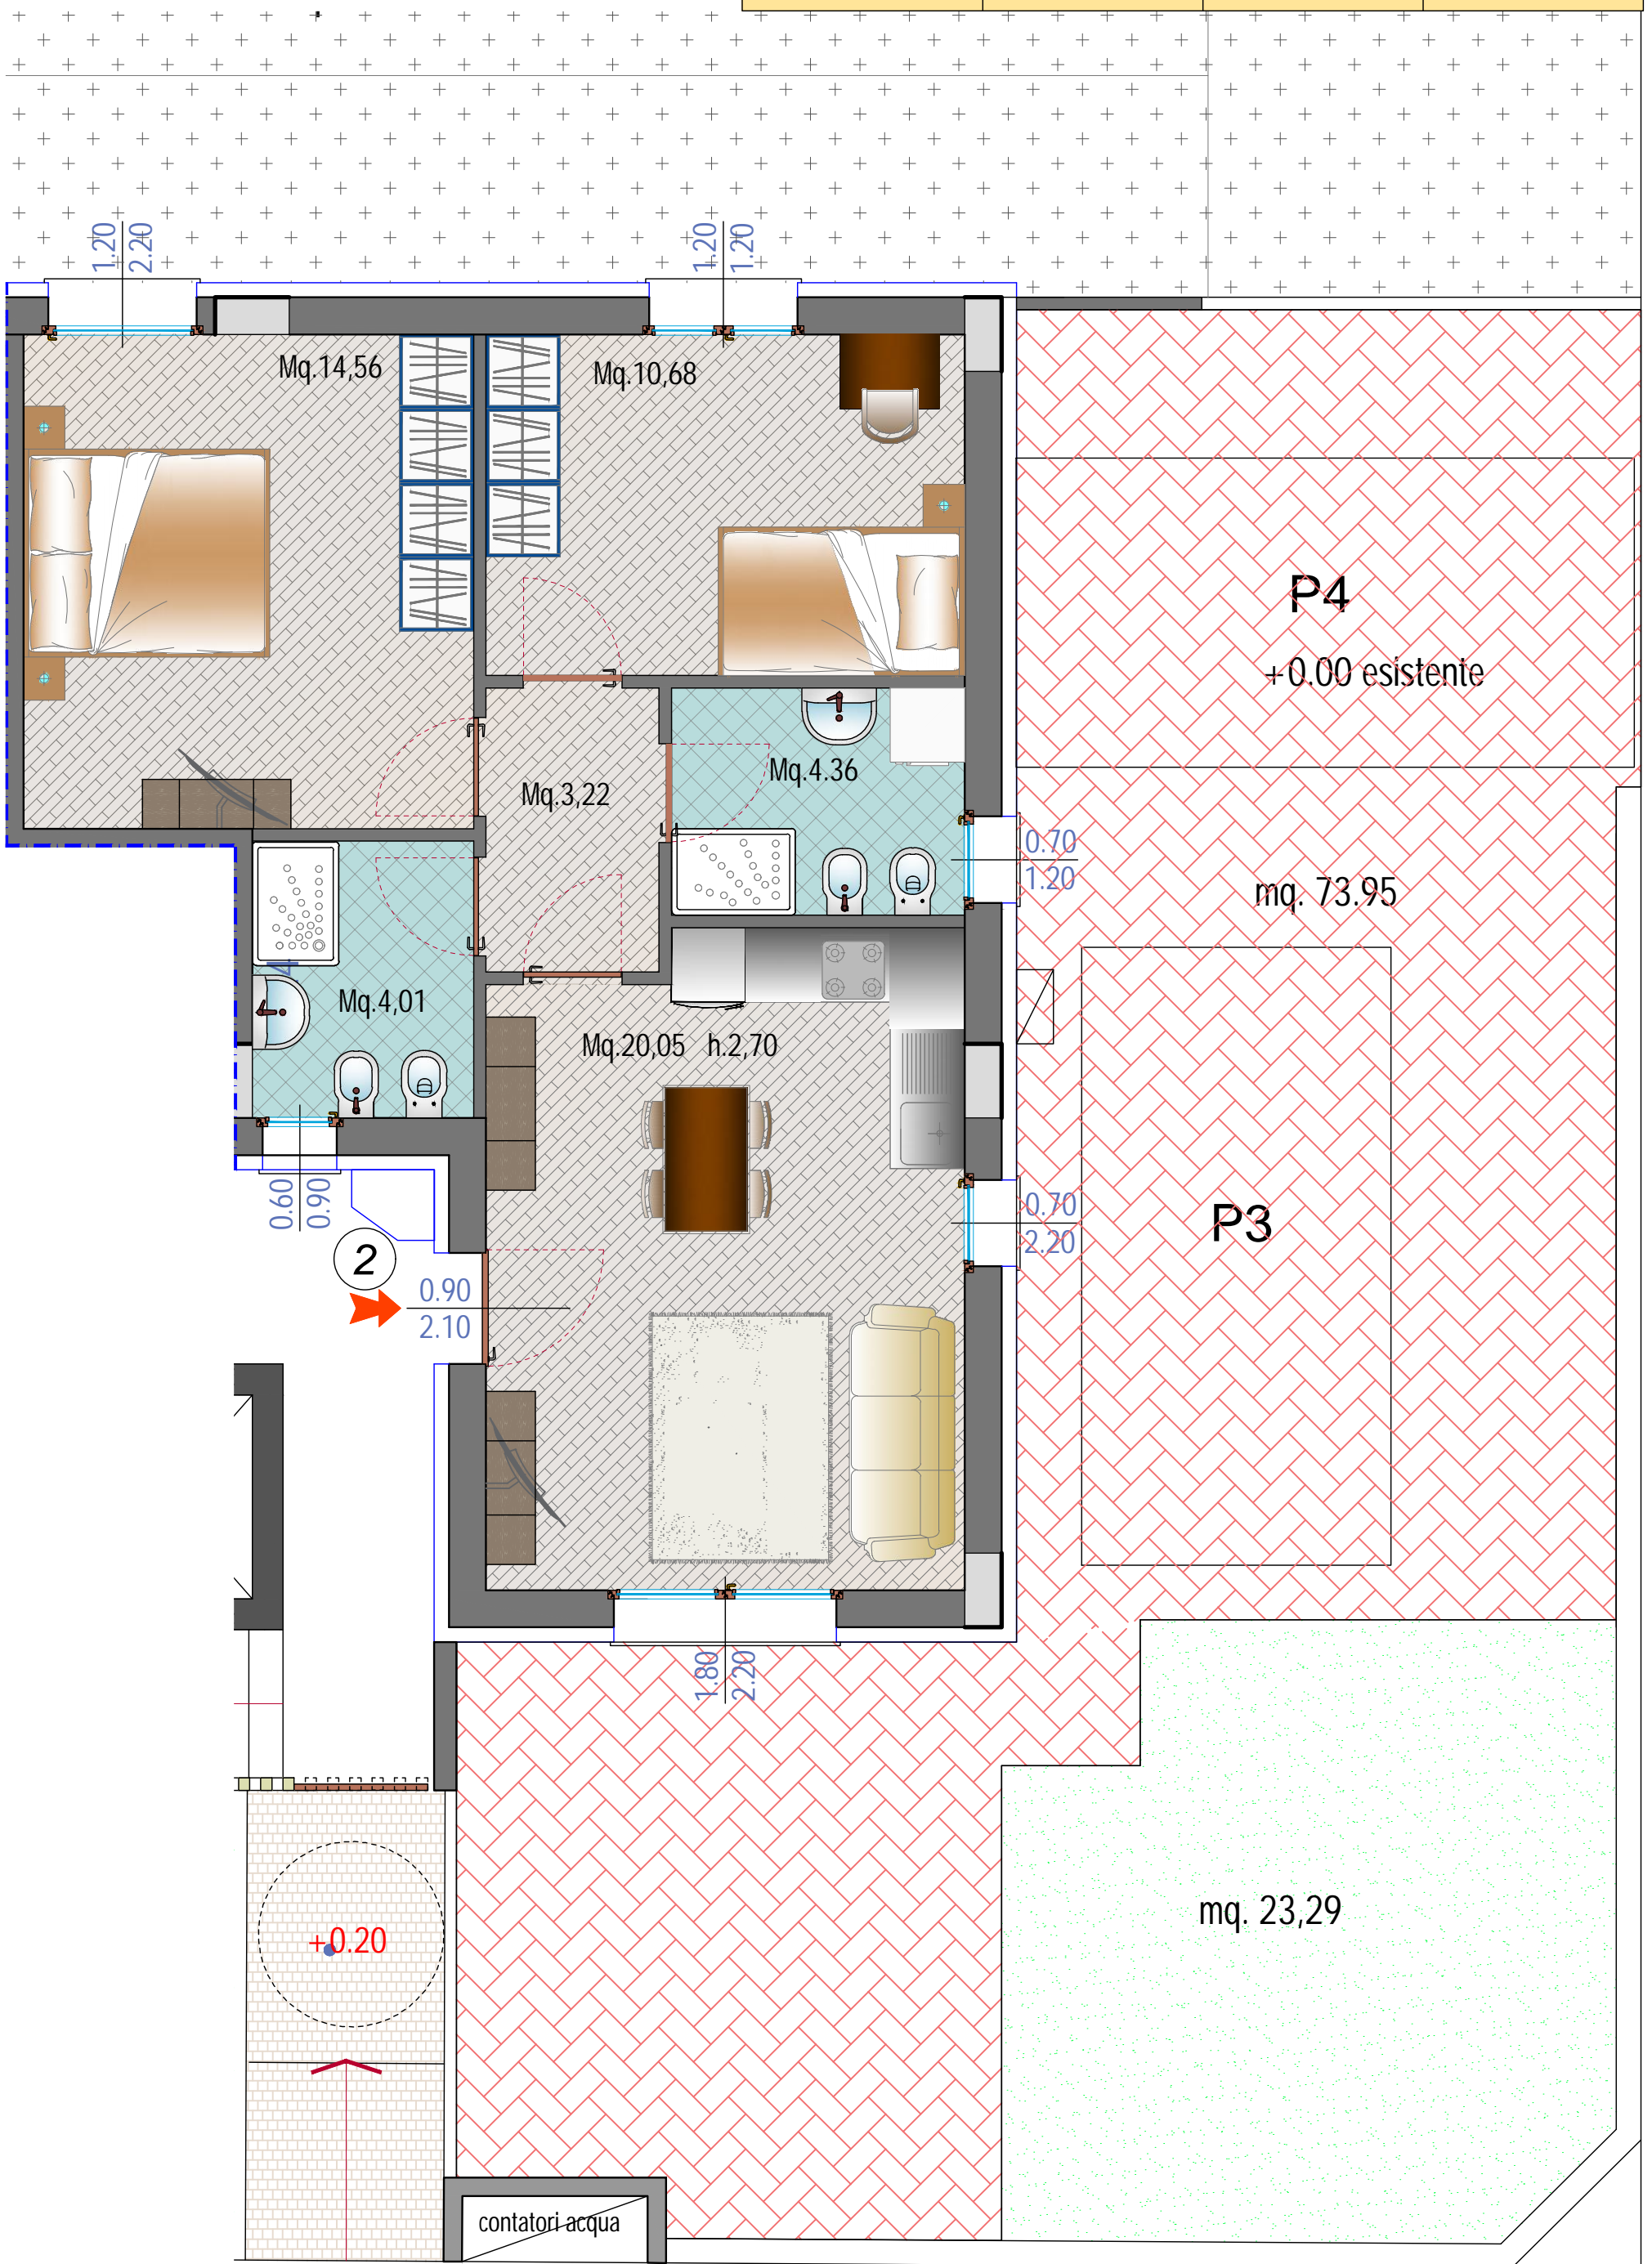 1.20
2.20
1.20
1.20
Mq.14,56
Mq.10,68
P4
+0.00 esistente
Mq.4.36
Mq.3,22
0.70
1.20
mq. 73.95
4
Mq.4,01
Mq.20,05 h.2,70
0.60
0.90
0.70
2.20
P3
2
0.90
2.10
1.80
2.20
mq. 23,29
+0.20
contatori acqua